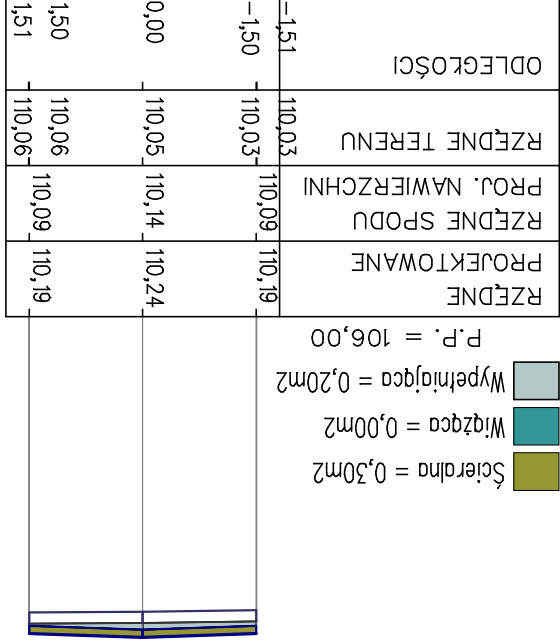 Ścieralna = 0,30m2
Wiążąca = 0,00m2
Wypełniająca = 0,20m2
P.P. = 106,00
RZĘDNE
PROJEKTOWANE
110,19
110,24
110,19
RZĘDNE SPODU
PROJ. NAWIERZCHNI
110,09
110,14
110,09
RZĘDNE TERENU
110,03
110,03
110,05
110,06
110,06
ODLEGŁOŚCI
-1,51
-1,50
0,00
1,50
1,51